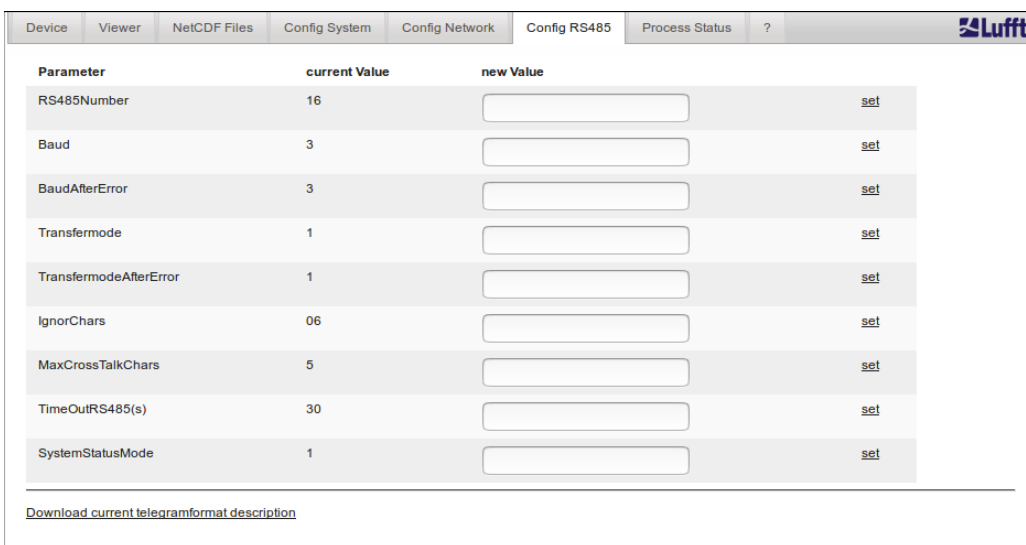 Device Viewer NetCDF Files Config System Config Network Config RS485 Process Status ? Lufft
Parameter current Value new Value
RS485Number 16 set
Baud 3 set
BaudAfterError 3 set
Transfermode 1 set
TransfermodeAfterError 1 set
IgnorChars 06 set
MaxCrossTalkChars 5 set
TimeOutRS485(s) 30 set
SystemStatusMode 1 set
Download current telegramformat description